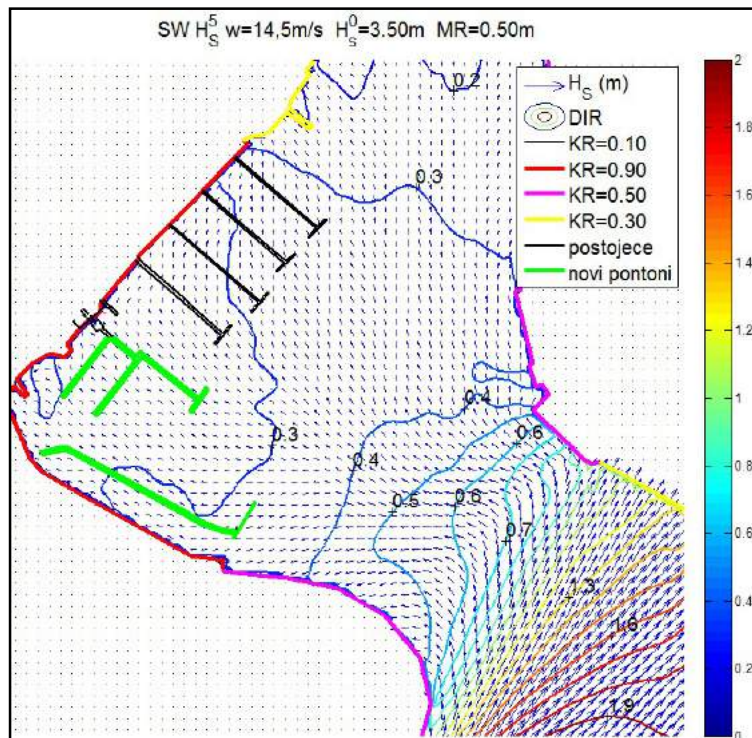 SW H_S^5 w=14,5m/s H_S^0=3.50m MR=0.50m
H_S (m)
DIR
KR=0.10
KR=0.90
KR=0.50
KR=0.30
postojece
novi pontoni
0.2
0.3
0.4
0.6
0.3
0.4
0.5
0.6
0.7
1.3
1.6
1.9
2
1.8
1.6
1.4
1.2
1
0.8
0.6
0.4
0.2
0